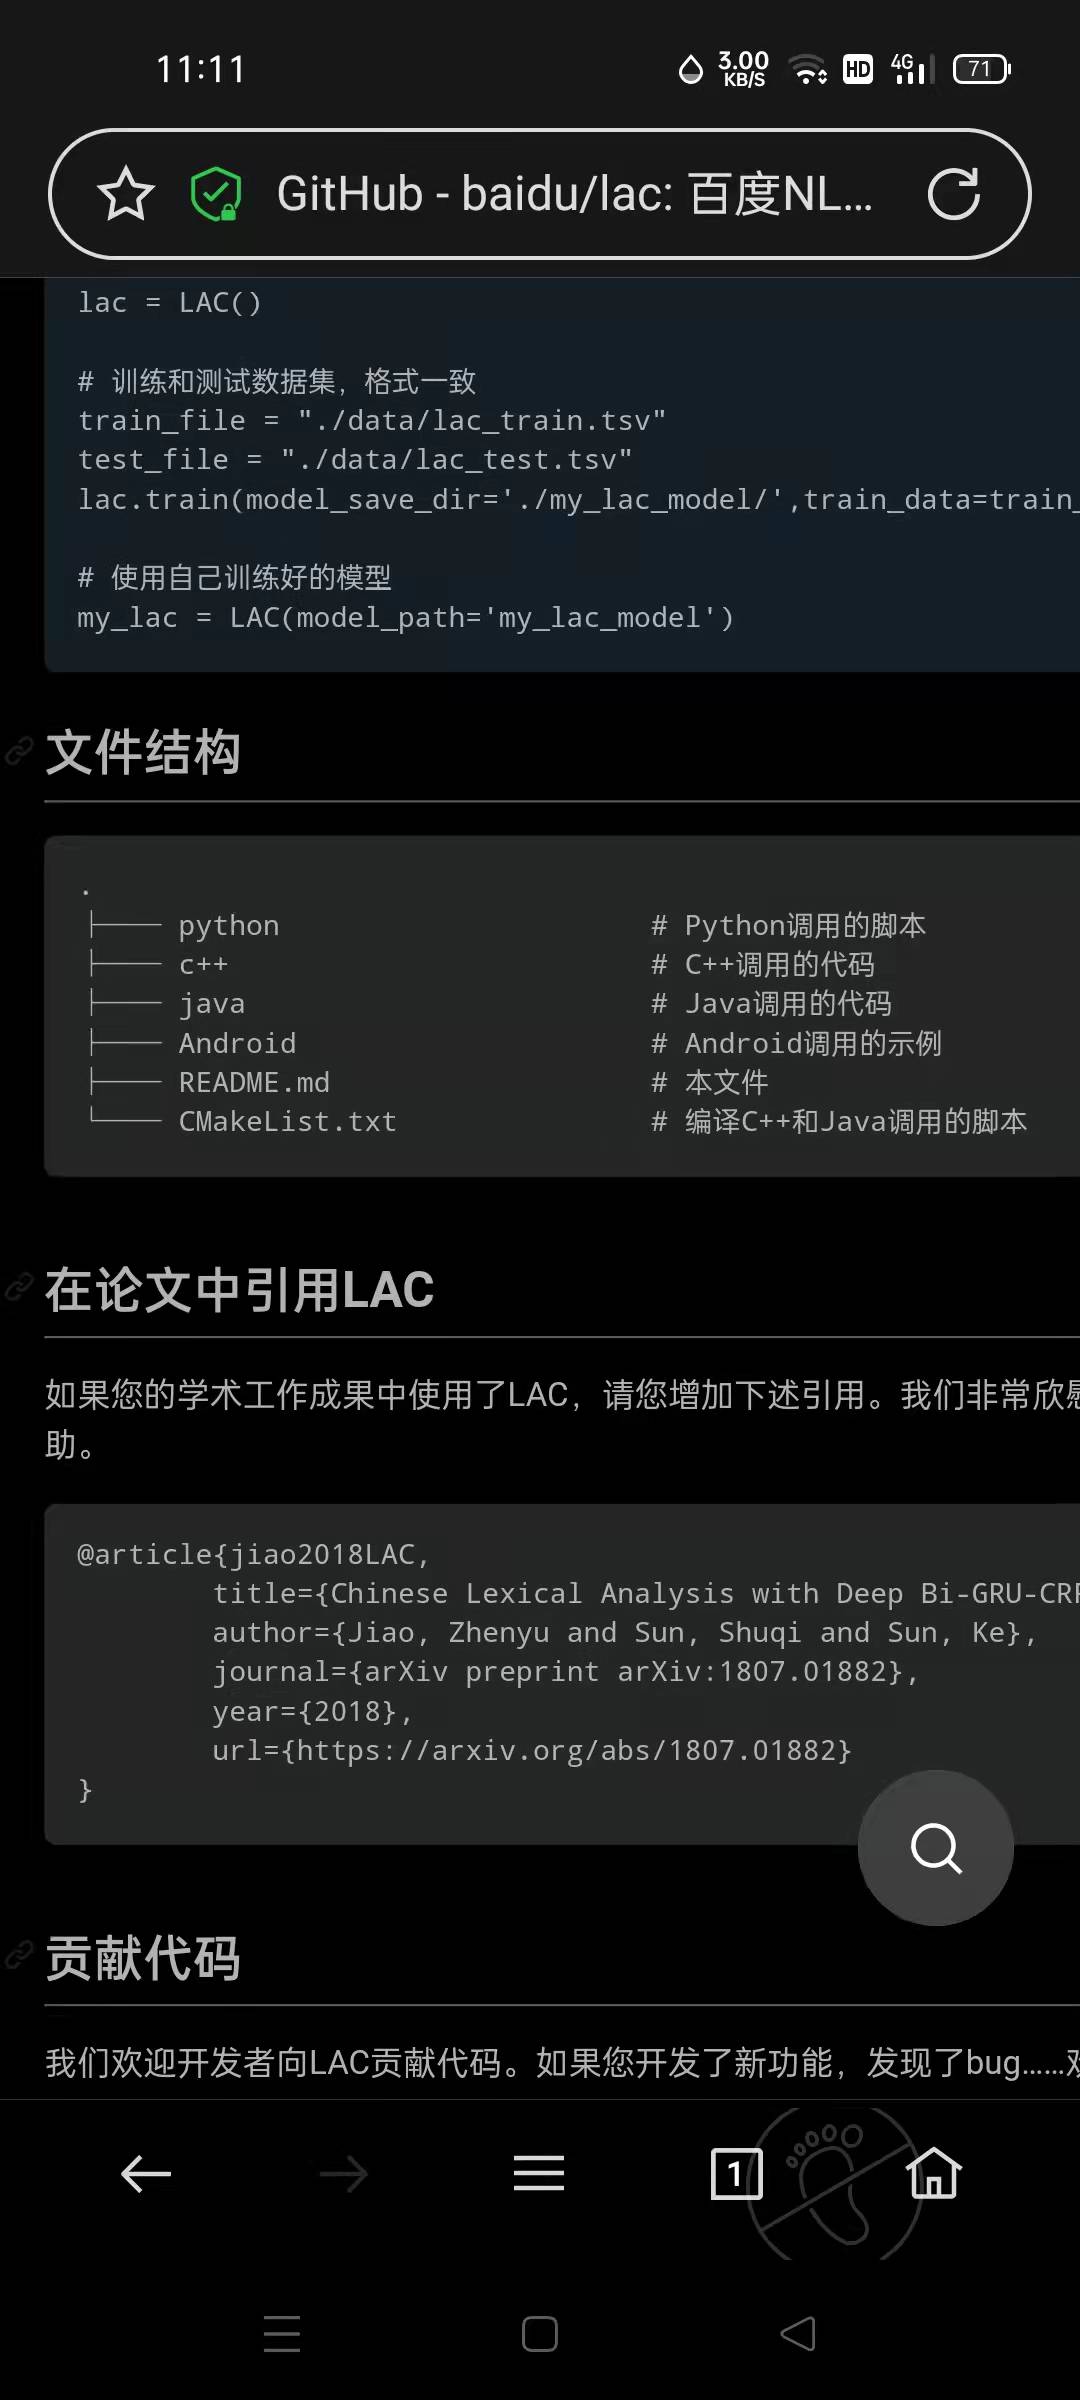 11:11
3.00
KB/S
HD
4G
71
GitHub - baidu/lac: 百度NL...
lac = LAC()
# 训练和测试数据集，格式一致
train_file = "./data/lac_train.tsv"
test_file = "./data/lac_test.tsv"
lac.train(model_save_dir='./my_lac_model/',train_data=train_
# 使用自己训练好的模型
my_lac = LAC(model_path='my_lac_model')
文件结构
.
├── python # Python调用的脚本
├── c++ # C++调用的代码
├── java # Java调用的代码
├── Android # Android调用的示例
├── README.md # 本文件
└── CMakeList.txt # 编译C++和Java调用的脚本
在论文中引用LAC
如果您的学术工作成果中使用了LAC，请您增加下述引用。我们非常欣慰
助。
@article{jiao2018LAC,
title={Chinese Lexical Analysis with Deep Bi-GRU-CRF
author={Jiao, Zhenyu and Sun, Shuqi and Sun, Ke},
journal={arXiv preprint arXiv:1807.01882},
year={2018},
url={https://arxiv.org/abs/1807.01882}
}
贡献代码
我们欢迎开发者向LAC贡献代码。如果您开发了新功能，发现了bug……欢
1